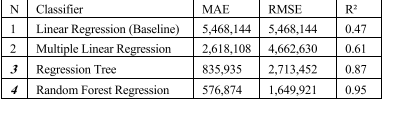 N Classifier MAE RMSE R²
1 Linear Regression (Baseline) 5,468,144 5,468,144 0.47
2 Multiple Linear Regression 2,618,108 4,662,630 0.61
3 Regression Tree 835,935 2,713,452 0.87
4 Random Forest Regression 576,874 1,649,921 0.95